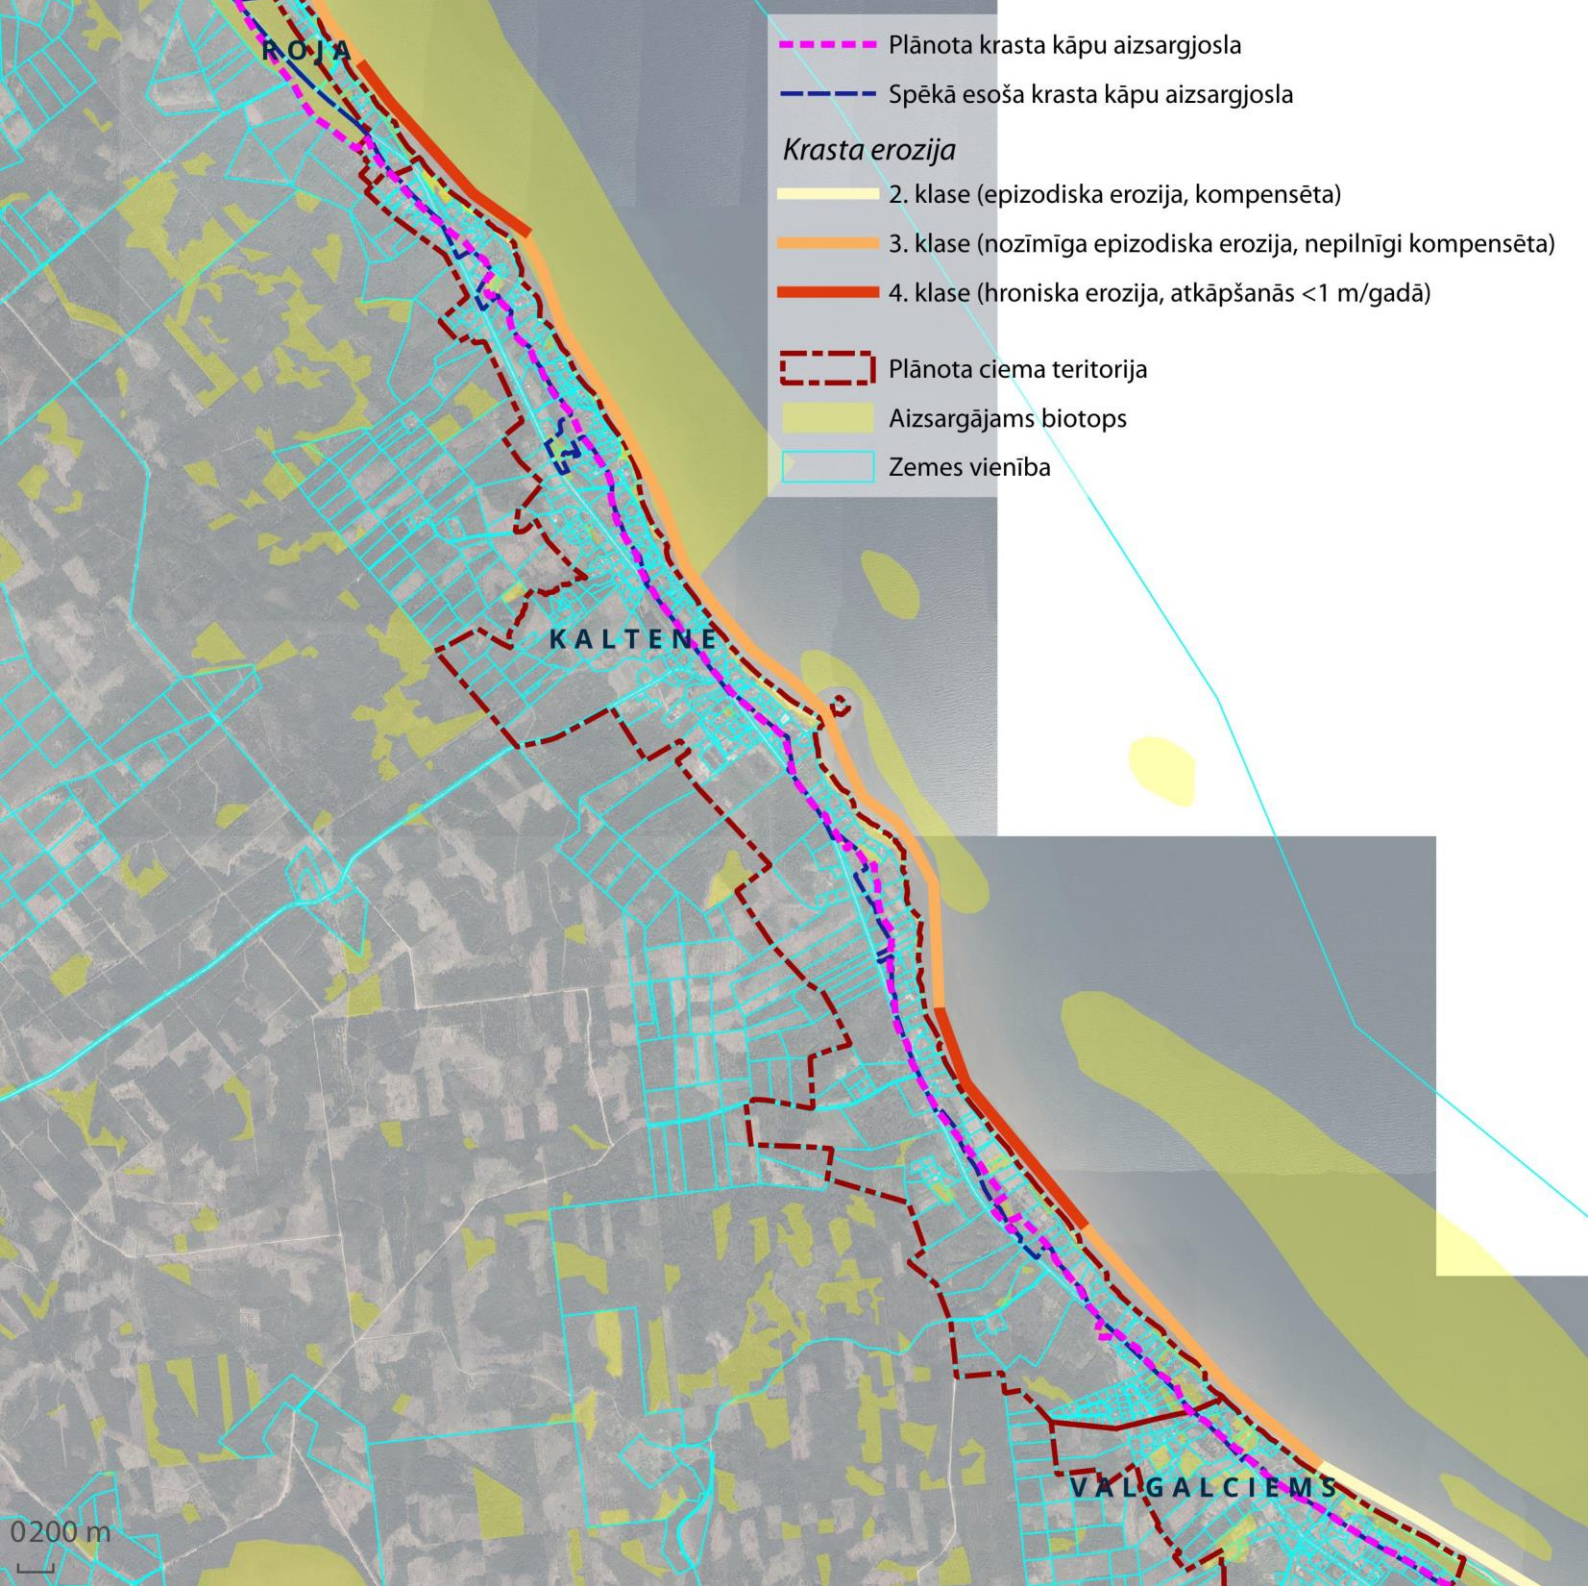 ROJA
Plānota krasta kāpu aizsargjosla
Spēkā esoša krasta kāpu aizsargjosla
Krasta erozija
2. klase (epizodiska erozija, kompensēta)
3. klase (nozīmīga epizodiska erozija, nepilnīgi kompensēta)
4. klase (hroniska erozija, atkāpšanās <1 m/gadā)
Plānota ciema teritorija
Aizsargājams biotops
Zemes vienība
KALTENE
VALGALCIEMS
0200 m